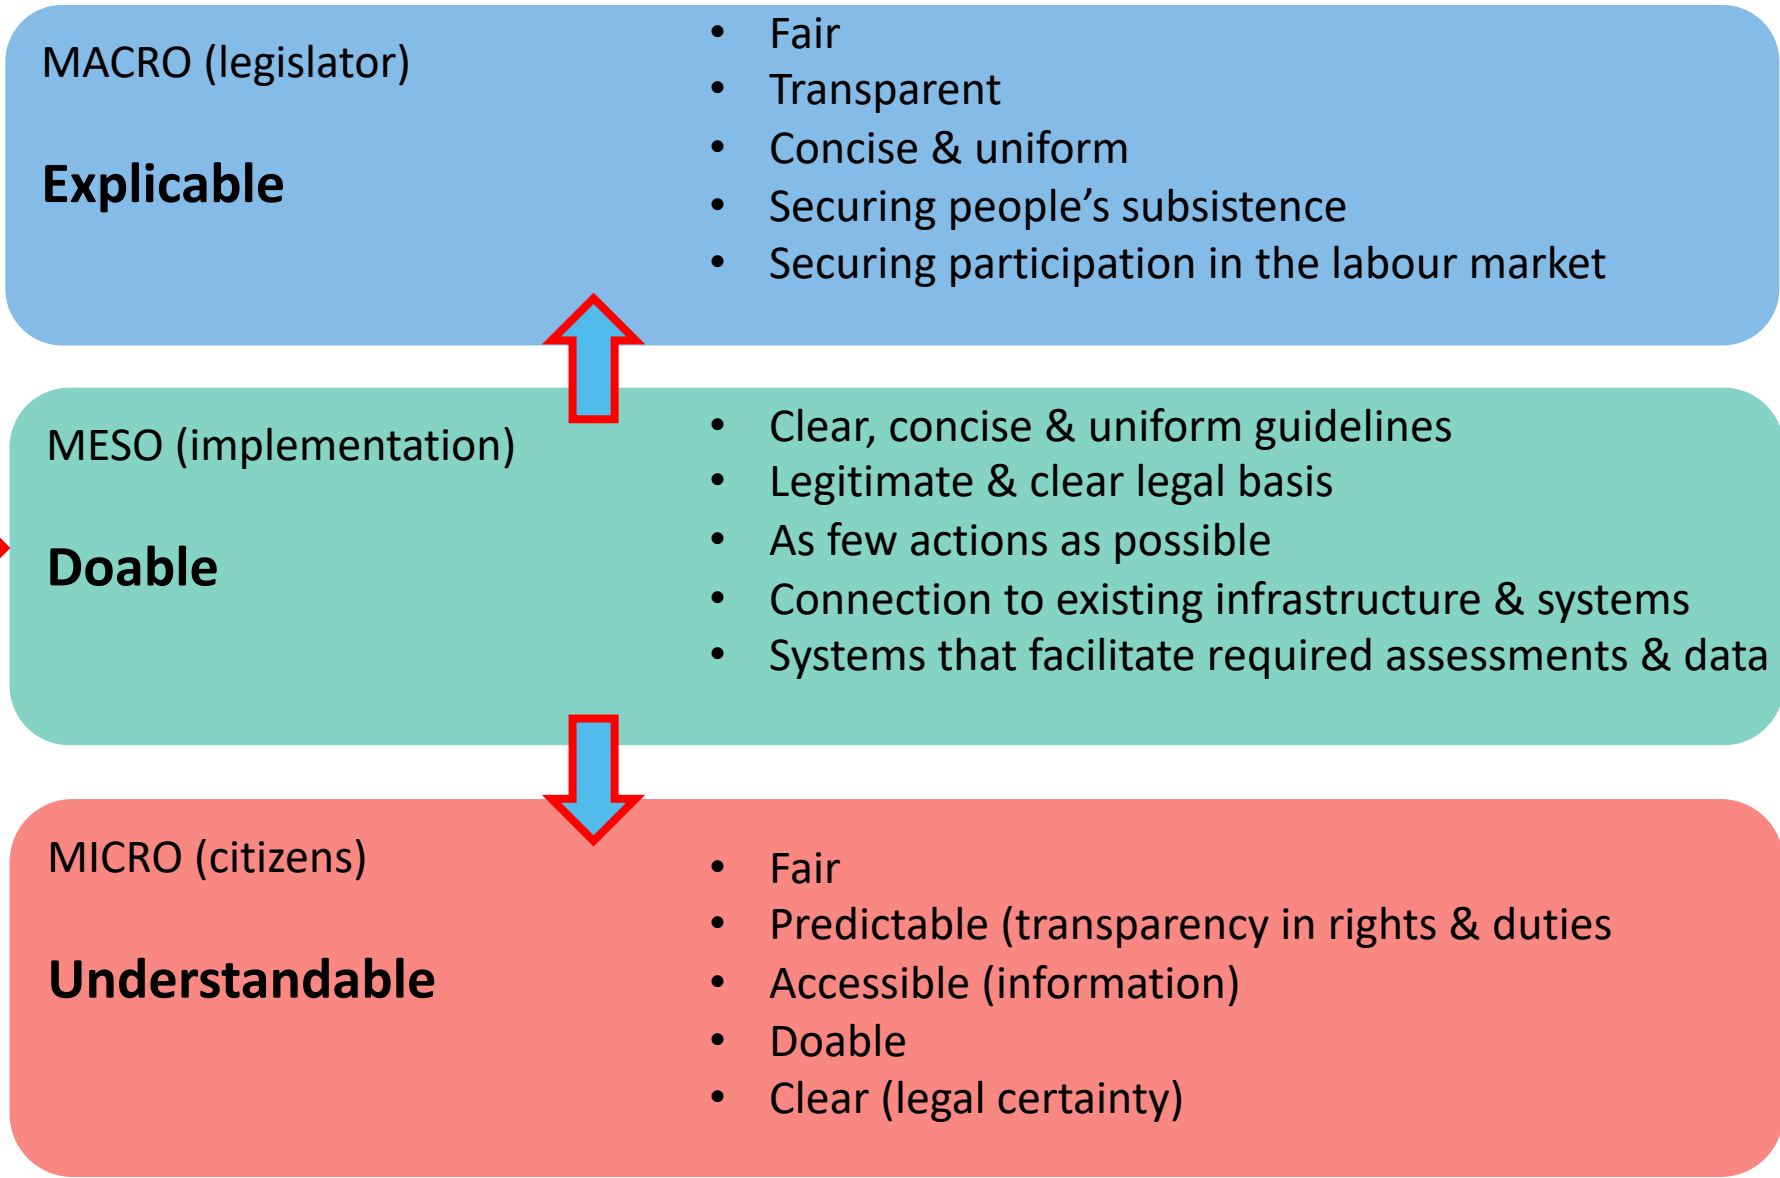 MACRO (legislator)
Explicable
• Fair
• Transparent
• Concise & uniform
• Securing people’s subsistence
• Securing participation in the labour market
MESO (implementation)
Doable
• Clear, concise & uniform guidelines
• Legitimate & clear legal basis
• As few actions as possible
• Connection to existing infrastructure & systems
• Systems that facilitate required assessments & data
MICRO (citizens)
Understandable
• Fair
• Predictable (transparency in rights & duties
• Accessible (information)
• Doable
• Clear (legal certainty)